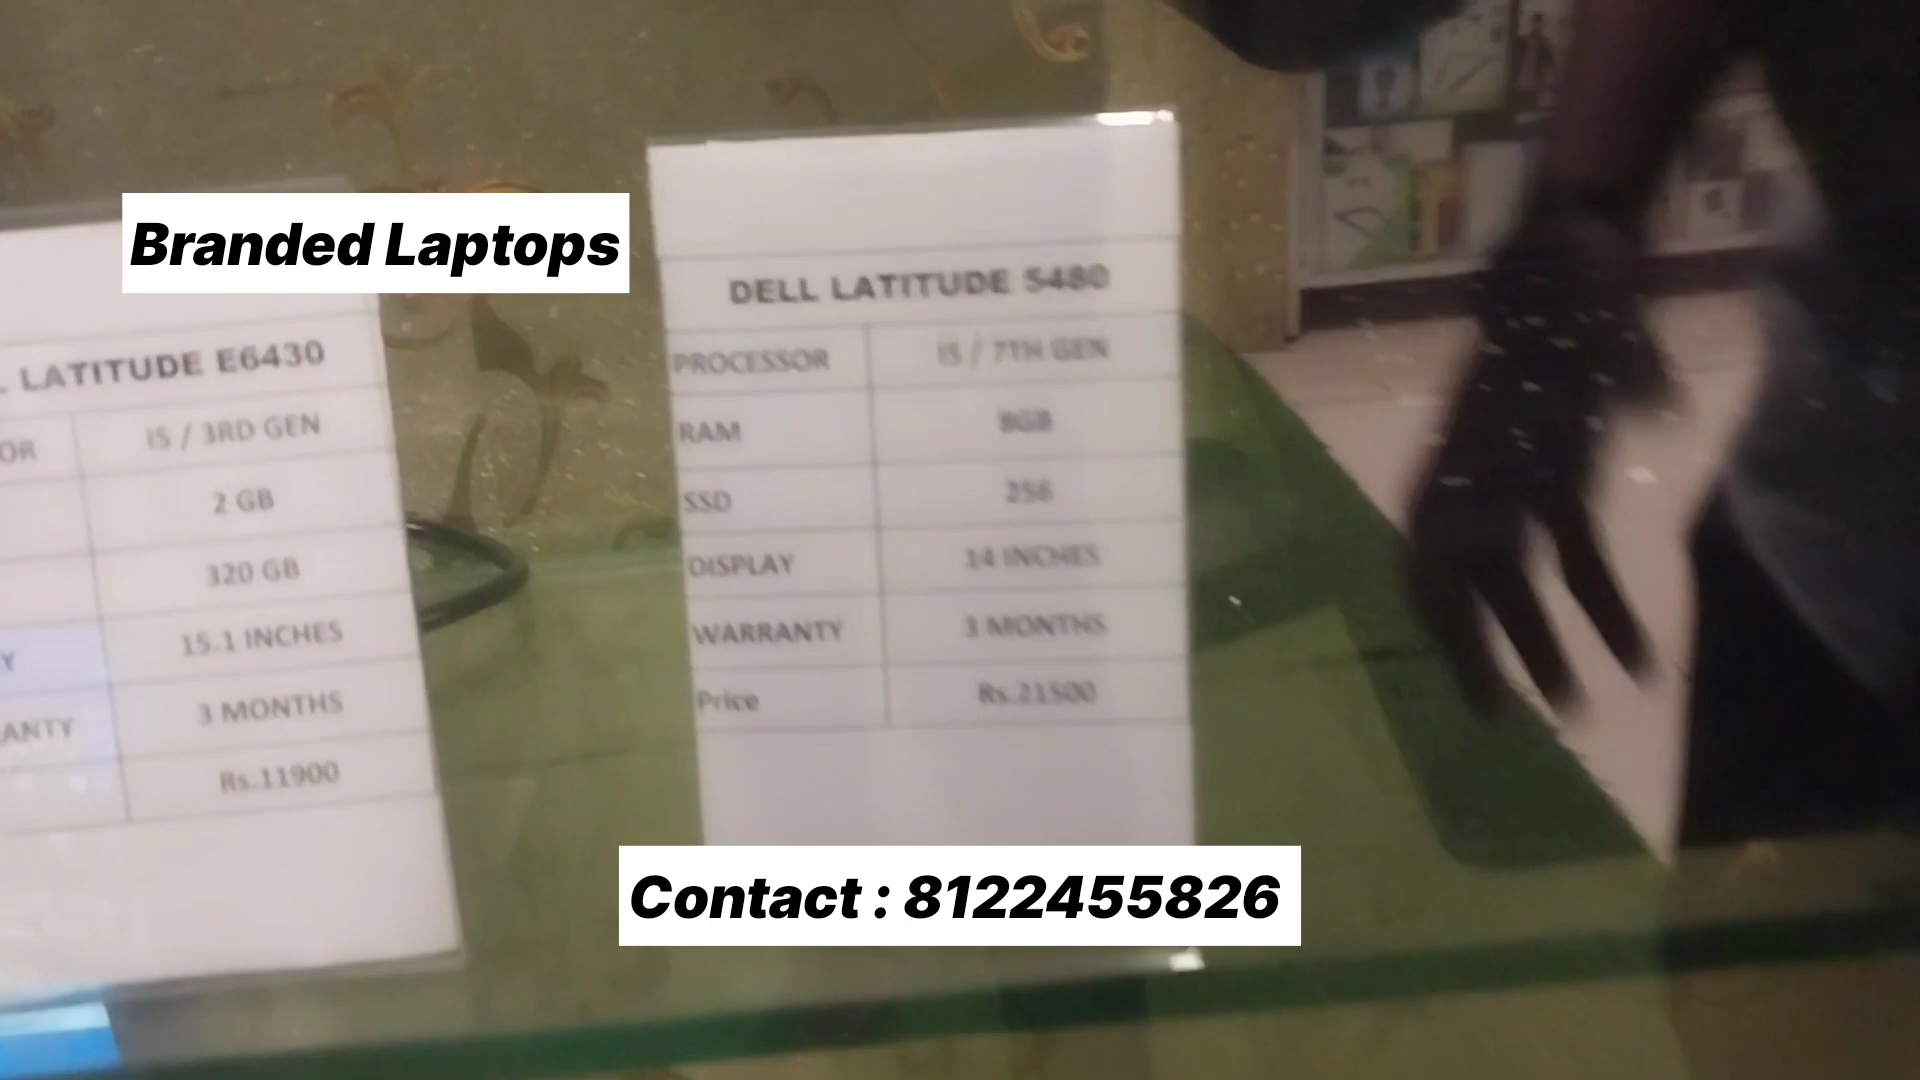 Branded Laptops
LATITUDE E6430
OR I5 / 3RD GEN
2 GB
320 GB
Y 15.1 INCHES
ANTY 3 MONTHS
Rs.11900
DELL LATITUDE 5480
PROCESSOR I5 / 7TH GEN
RAM 8GB
SSD 256
DISPLAY 14 INCHES
WARRANTY 3 MONTHS
Price Rs.21500
Contact : 8122455826